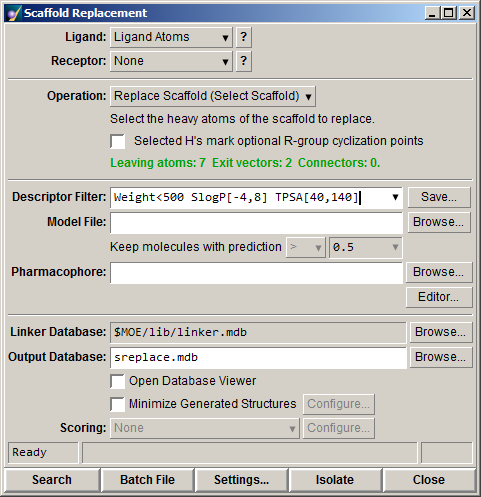 Scaffold Replacement
Ligand: Ligand Atoms ?
Receptor: None ?
Operation: Replace Scaffold (Select Scaffold)
Select the heavy atoms of the scaffold to replace.
Selected H's mark optional R-group cyclization points
Leaving atoms: 7 Exit vectors: 2 Connectors: 0.
Descriptor Filter: Weight<500 SlogP[-4,8] TPSA[40,140] Save...
Model File: Browse...
Keep molecules with prediction > 0.5
Pharmacophore: Browse...
Editor...
Linker Database: $MOE/lib/linker.mdb Browse...
Output Database: sreplace.mdb Browse...
Open Database Viewer
Minimize Generated Structures Configure...
Scoring: None Configure...
Ready
Search Batch File Settings... Isolate Close